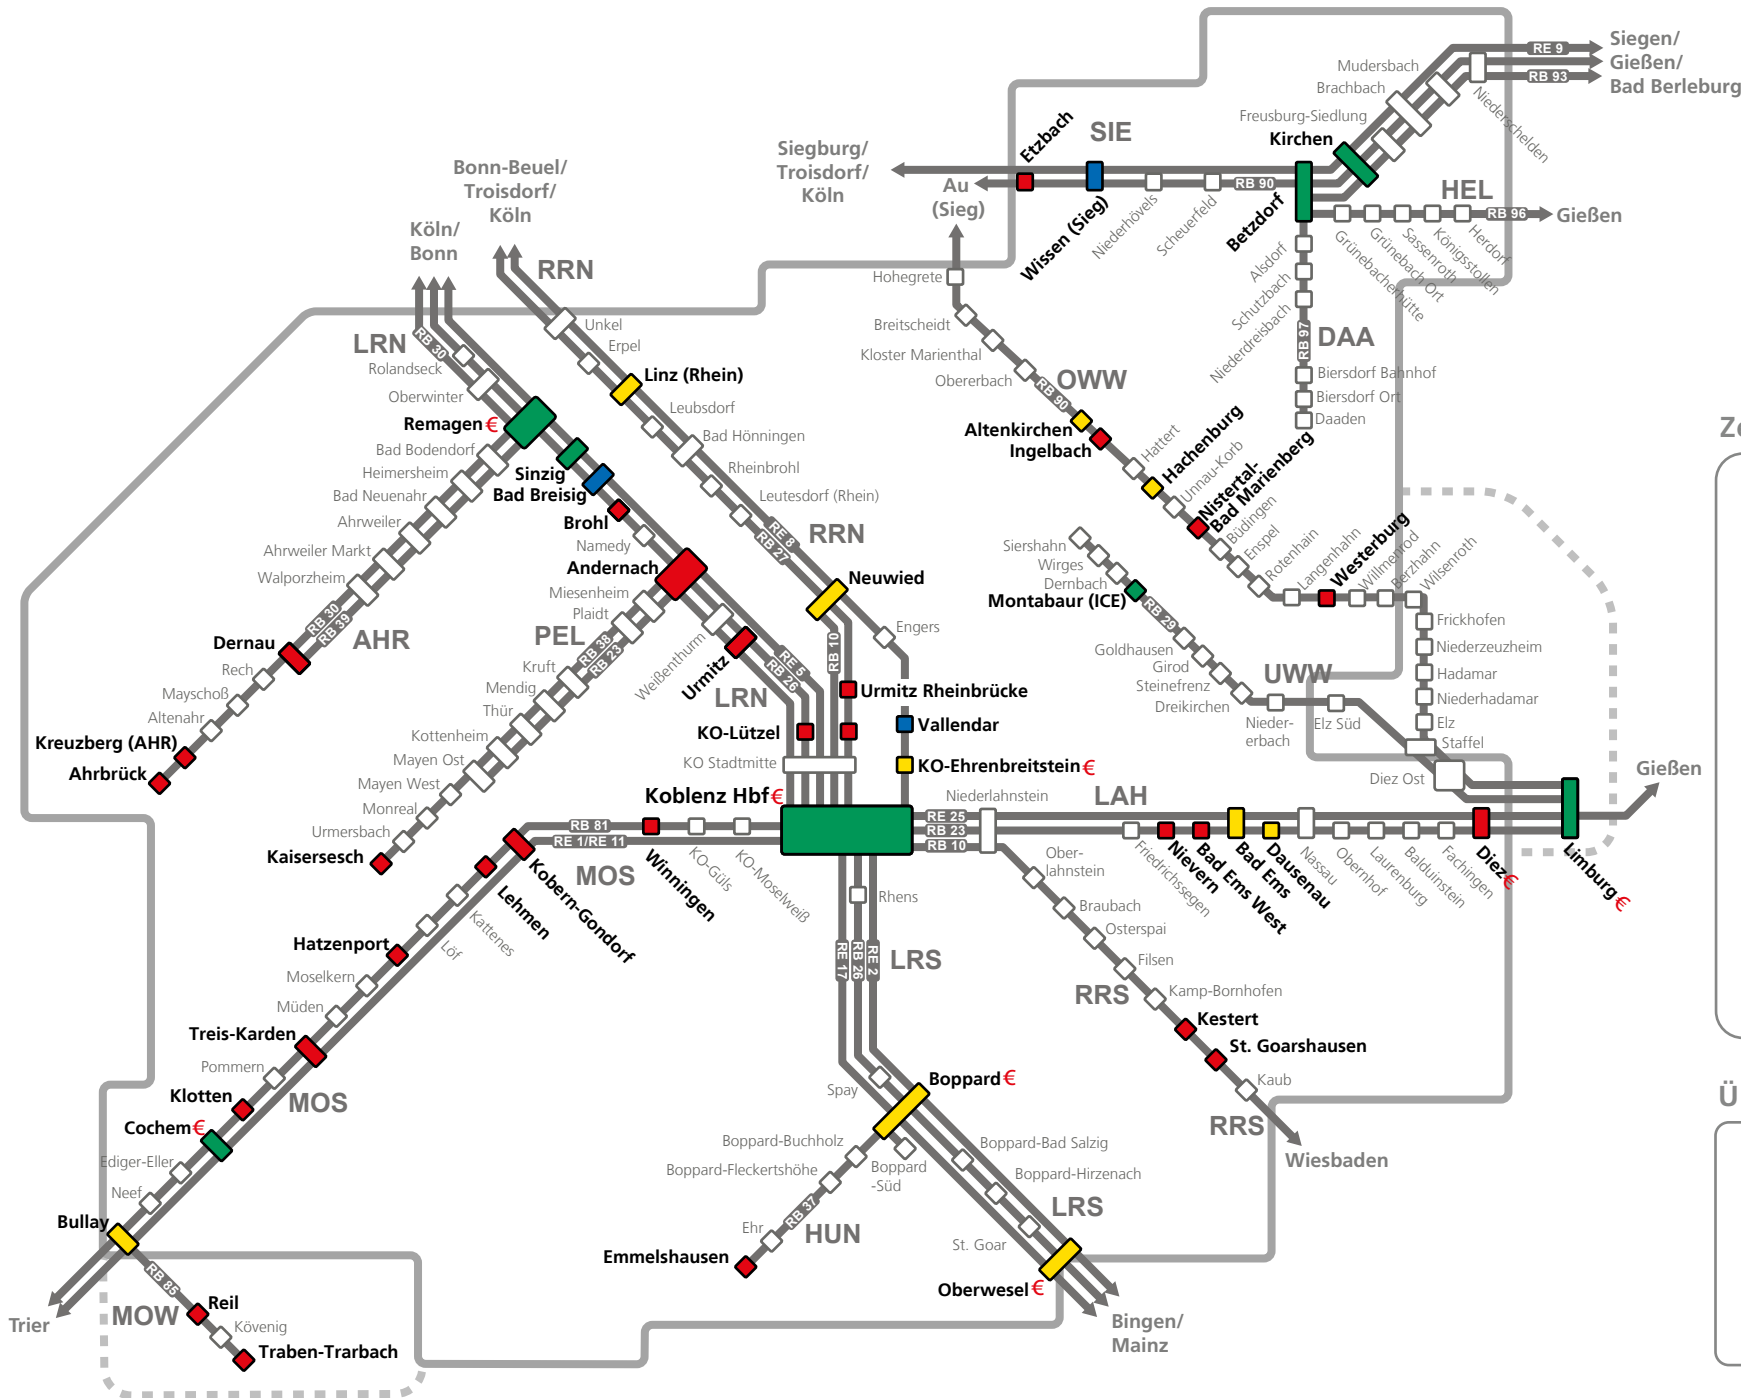 Siegen/
Gießen/
Bad Berleburg
RE 9
RB 93
Mudersbach
Brachbach
Freusburg-Siedlung
Kirchen
Niederschelden
SIE
Etzbach
Siegburg/
Troisdorf/
Köln
Au
(Sieg)
Wissen (Sieg)
Niederhövels
Scheuerfeld
RB 90
Betzdorf
HEL
RB 96
Gießen
Grünebacherhütte
Grünebach Ort
Sassenroth
Königsstollen
Herdorf
Alsdorf
Schutzbach
Niederdreisbach
RB 97
DAA
Biersdorf Bahnhof
Biersdorf Ort
Daaden
Bonn-Beuel/
Troisdorf/
Köln
Köln/
Bonn
RRN
LRN
RB 30
Rolandseck
Oberwinter
Remagen €
Unkel
Erpel
Linz (Rhein)
Leubsdorf
Bad Hönningen
Rheinbrohl
Leutesdorf (Rhein)
RE 8
RB 27
RRN
Neuwied
Engers
Hohegrete
Breitscheidt
Kloster Marienthal
Obererbach
RB 90
OWW
Altenkirchen
Ingelbach
Hattert
Hachenburg
Unnau-Korb
Nistertal-
Bad Marienberg
Büdingen
Enspel
Rotenhain
Langenhahn
Westerburg
Willmenrod
Berzhahn
Wilsenroth
Frickhofen
Niederzeuzheim
Hadamar
Niederhadamar
Elz
Staffel
Diez Ost
Siershahn
Wirges
Dernbach
Montabaur (ICE)
RB 29
Goldhausen
Girod
Steinefrenz
Dreikirchen
UWW
Nieder-
erbach
Elz Süd
Bad Bodendorf
Heimersheim
Bad Neuenahr
Ahrweiler
Ahrweiler Markt
Walporzheim
RB 30
RB 39
AHR
Dernau
Rech
Mayschoß
Altenahr
Kreuzberg (AHR)
Ahrbrück
Sinzig
Bad Breisig
Brohl
Namedy
Andernach
Miesenheim
Plaidt
PEL
RB 38
RB 23
Kruft
Mendig
Thür
Kottenheim
Mayen Ost
Mayen West
Monreal
Urmersbach
Kaisersesch
Weißenthurm
Urmitz
LRN
RE 5
RB 26
RB 10
Urmitz Rheinbrücke
KO-Lützel
Vallendar
KO Stadtmitte
KO-Ehrenbreitstein €
Koblenz Hbf €
Niederlahnstein
LAH
RE 25
RB 23
RB 10
Friedrichssegen
Nievern
Bad Ems West
Bad Ems
Dausenau
Nassau
Obernhof
Laurenburg
Balduinstein
Fachingen
Diez €
Limburg €
Gießen
RB 81
RE 1/RE 11
MOS
Winningen
KO-Güls
KO-Moselweiß
Kobern-Gondorf
Lehmen
Kattenes
Löf
Hatzenport
Moselkern
Müden
Treis-Karden
Pommern
Klotten
MOS
Cochem €
Ediger-Eller
Neef
Bullay
RB 85
Trier
MOW
Reil
Kövenig
Traben-Trarbach
Rhens
RE 17
RB 26
RE 2
LRS
Spay
Boppard €
Boppard-Buchholz
Boppard-Fleckertshöhe
Boppard
-Süd
RB 37
HUN
Ehr
Emmelshausen
Boppard-Bad Salzig
Boppard-Hirzenach
LRS
St. Goar
Oberwesel €
Bingen/
Mainz
Ober-
lahnstein
Braubach
Osterspai
Filsen
RRS
Kamp-Bornhofen
Kestert
St. Goarshausen
Kaub
RRS
Wiesbaden
Ü